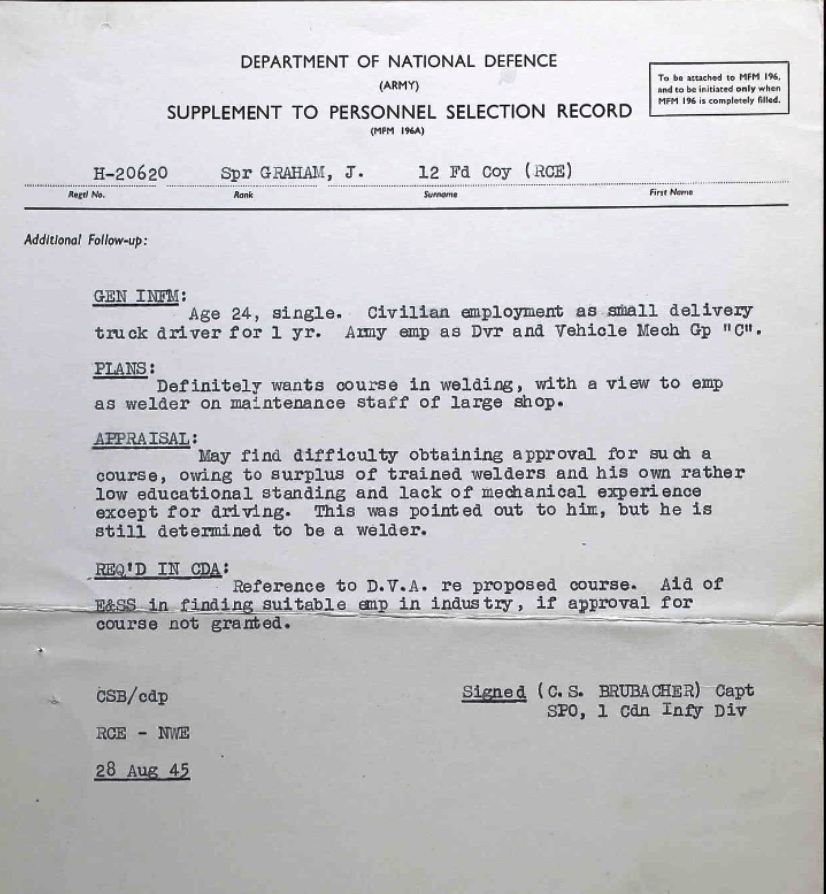 DEPARTMENT OF NATIONAL DEFENCE
(ARMY)
SUPPLEMENT TO PERSONNEL SELECTION RECORD
(MFM 196A)
To be attached to MFM 196,
and to be initiated only when
MFM 196 is completely filled.
H-20620 Spr GRAHAM, J. 12 Fd Coy (RCE)
Regtl No. Rank Surname First Name
Additional Follow-up:
GEN INFM:
Age 24, single. Civilian employment as small delivery
truck driver for 1 yr. Army emp as Dvr and Vehicle Mech Gp "C".
PLANS:
Definitely wants course in welding, with a view to emp
as welder on maintenance staff of large shop.
APPRAISAL:
May find difficulty obtaining approval for such a
course, owing to surplus of trained welders and his own rather
low educational standing and lack of mechanical experience
except for driving. This was pointed out to him, but he is
still determined to be a welder.
REQ'D IN CDA:
Reference to D.V.A. re proposed course. Aid of
E&SS in finding suitable emp in industry, if approval for
course not granted.
CSB/cdp
Signed (C.S. BRUBACHER) Capt
SPO, 1 Cdn Infy Div
RCE - NWE
28 Aug 45